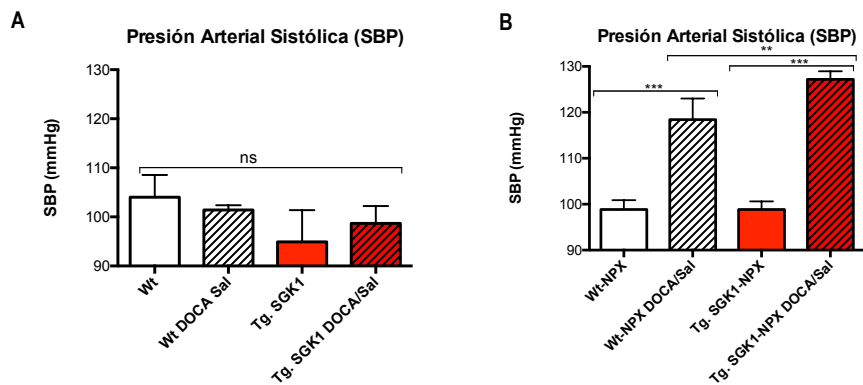 A
Presión Arterial Sistólica (SBP)
130
120
110
100
90
SBP (mmHg)
ns
Wt
Wt DOCA Sal
Tg. SGK1
Tg. SGK1 DOCA/Sal
B
Presión Arterial Sistólica (SBP)
**
***
***
130
120
110
100
90
SBP (mmHg)
Wt-NPX
Wt-NPX DOCA/Sal
Tg. SGK1-NPX
Tg. SGK1-NPX DOCA/Sal